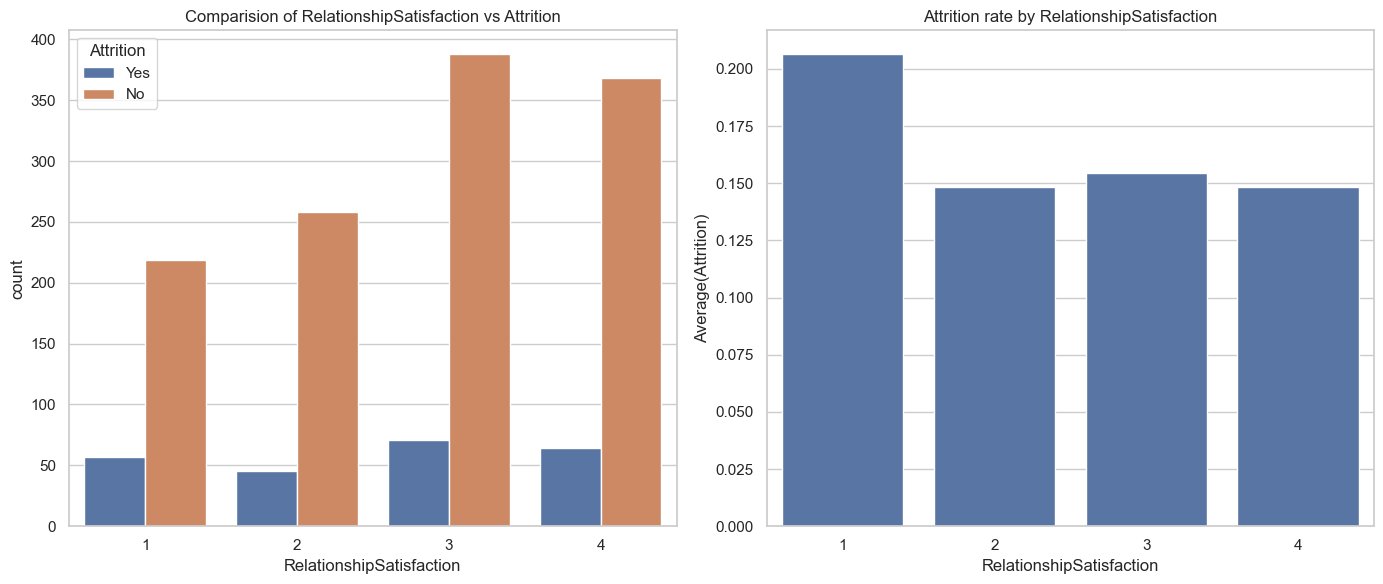 Comparision of RelationshipSatisfaction vs Attrition
Attrition
Yes
No
400
350
300
250
200
150
100
50
0
count
1 2 3 4
RelationshipSatisfaction
Attrition rate by RelationshipSatisfaction
0.200
0.175
0.150
0.125
0.100
0.075
0.050
0.025
0.000
Average(Attrition)
1 2 3 4
RelationshipSatisfaction